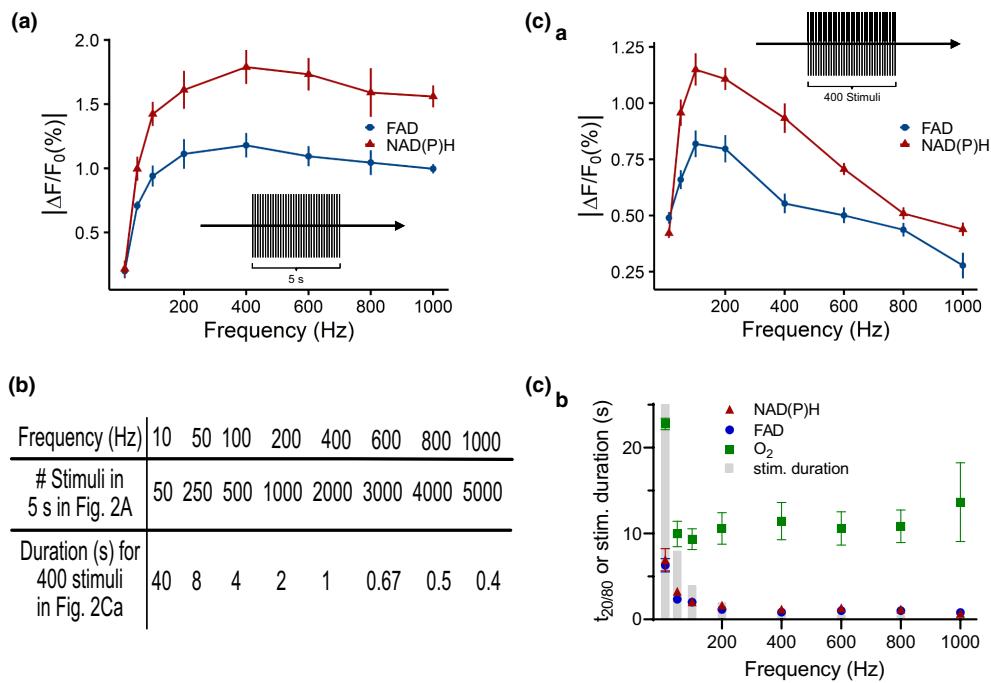 (a)
2.0
1.5
1.0
0.5
|ΔF/F0(%)|
FAD
NAD(P)H
5 s
200 400 600 800 1000
Frequency (Hz)
(c) a
1.25
1.00
0.75
0.50
0.25
|ΔF/F0(%)|
400 Stimuli
FAD
NAD(P)H
200 400 600 800 1000
Frequency (Hz)
(b)
Frequency (Hz) 10 50 100 200 400 600 800 1000
# Stimuli in
5 s in Fig. 2A 50 250 500 1000 2000 3000 4000 5000
Duration (s) for
400 stimuli 40 8 4 2 1 0.67 0.5 0.4
in Fig. 2Ca
(c) b
20
10
0
t20/80 or stim. duration (s)
NAD(P)H
FAD
O2
stim. duration
200 400 600 800 1000
Frequency (Hz)